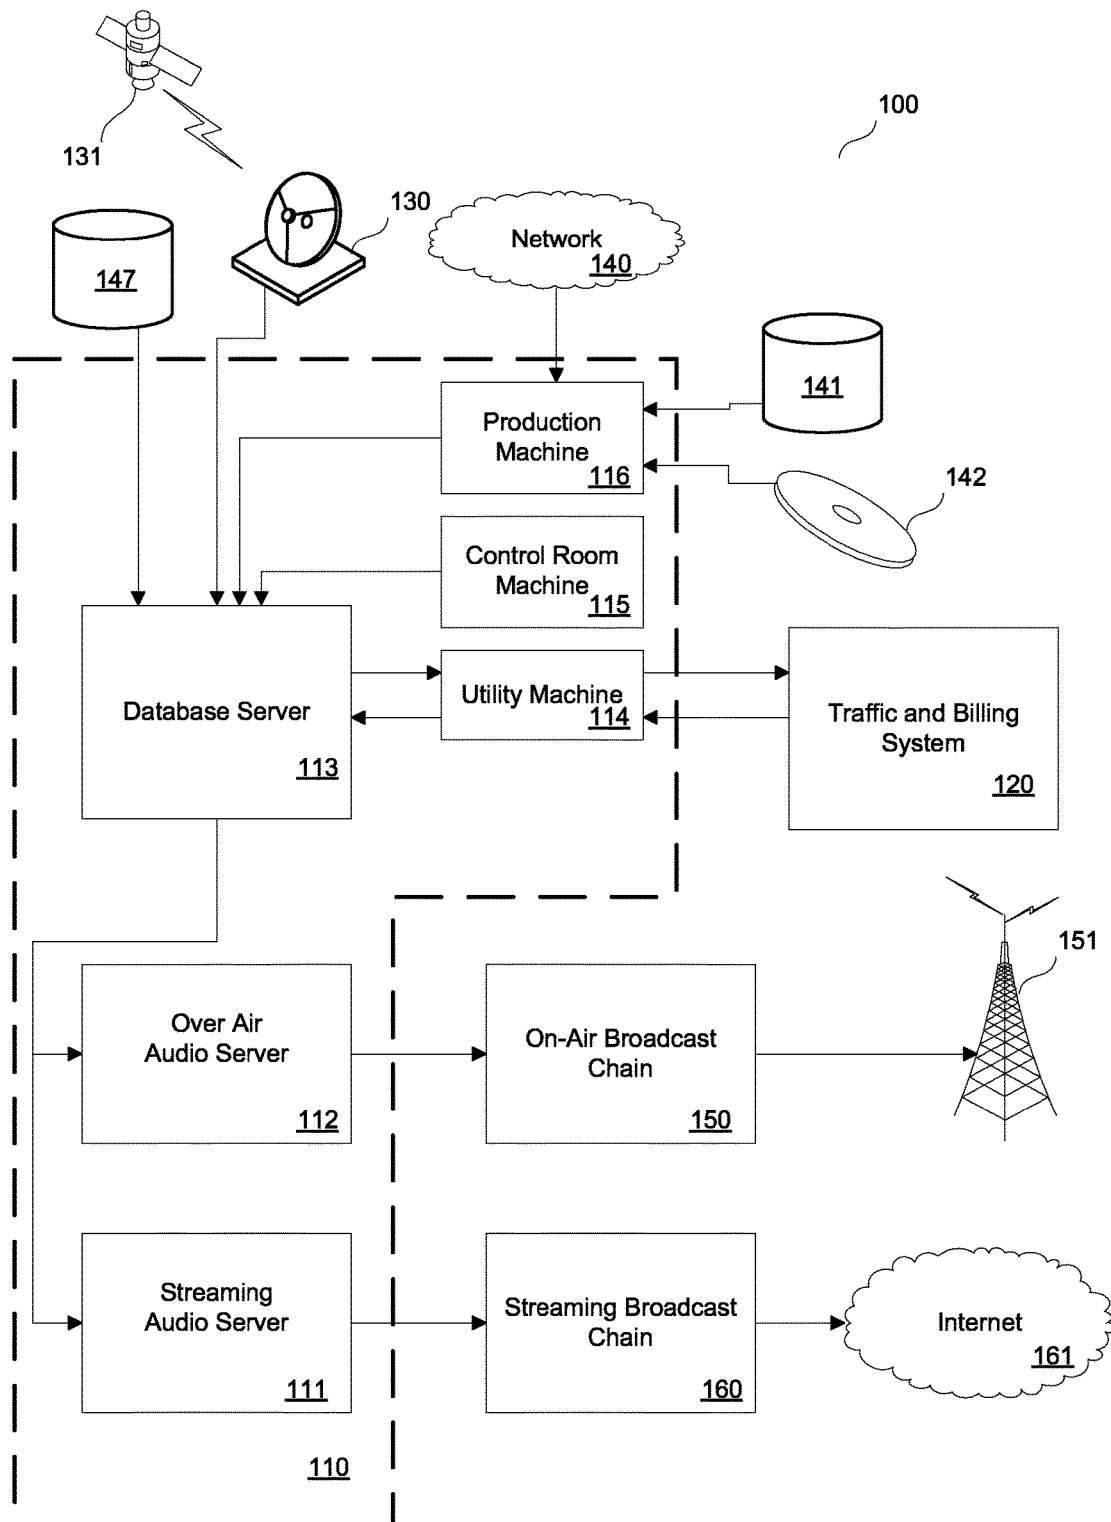 100
131
130
Network
140
147
141
Production
Machine
116
142
Control Room
Machine
115
Database Server
113
Utility Machine
114
Traffic and Billing
System
120
151
Over Air
Audio Server
112
On-Air Broadcast
Chain
150
Streaming
Audio Server
111
Streaming Broadcast
Chain
160
Internet
161
110